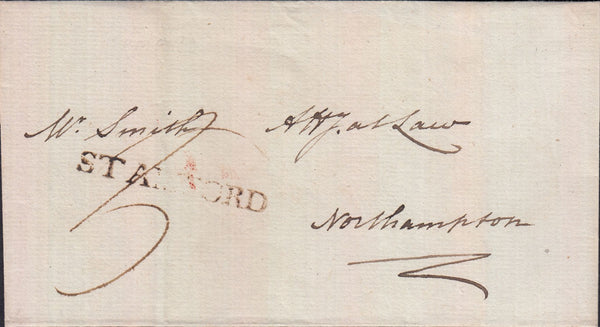 Mr. Smith Atty. at Law
STAMFORD
5
Northampton